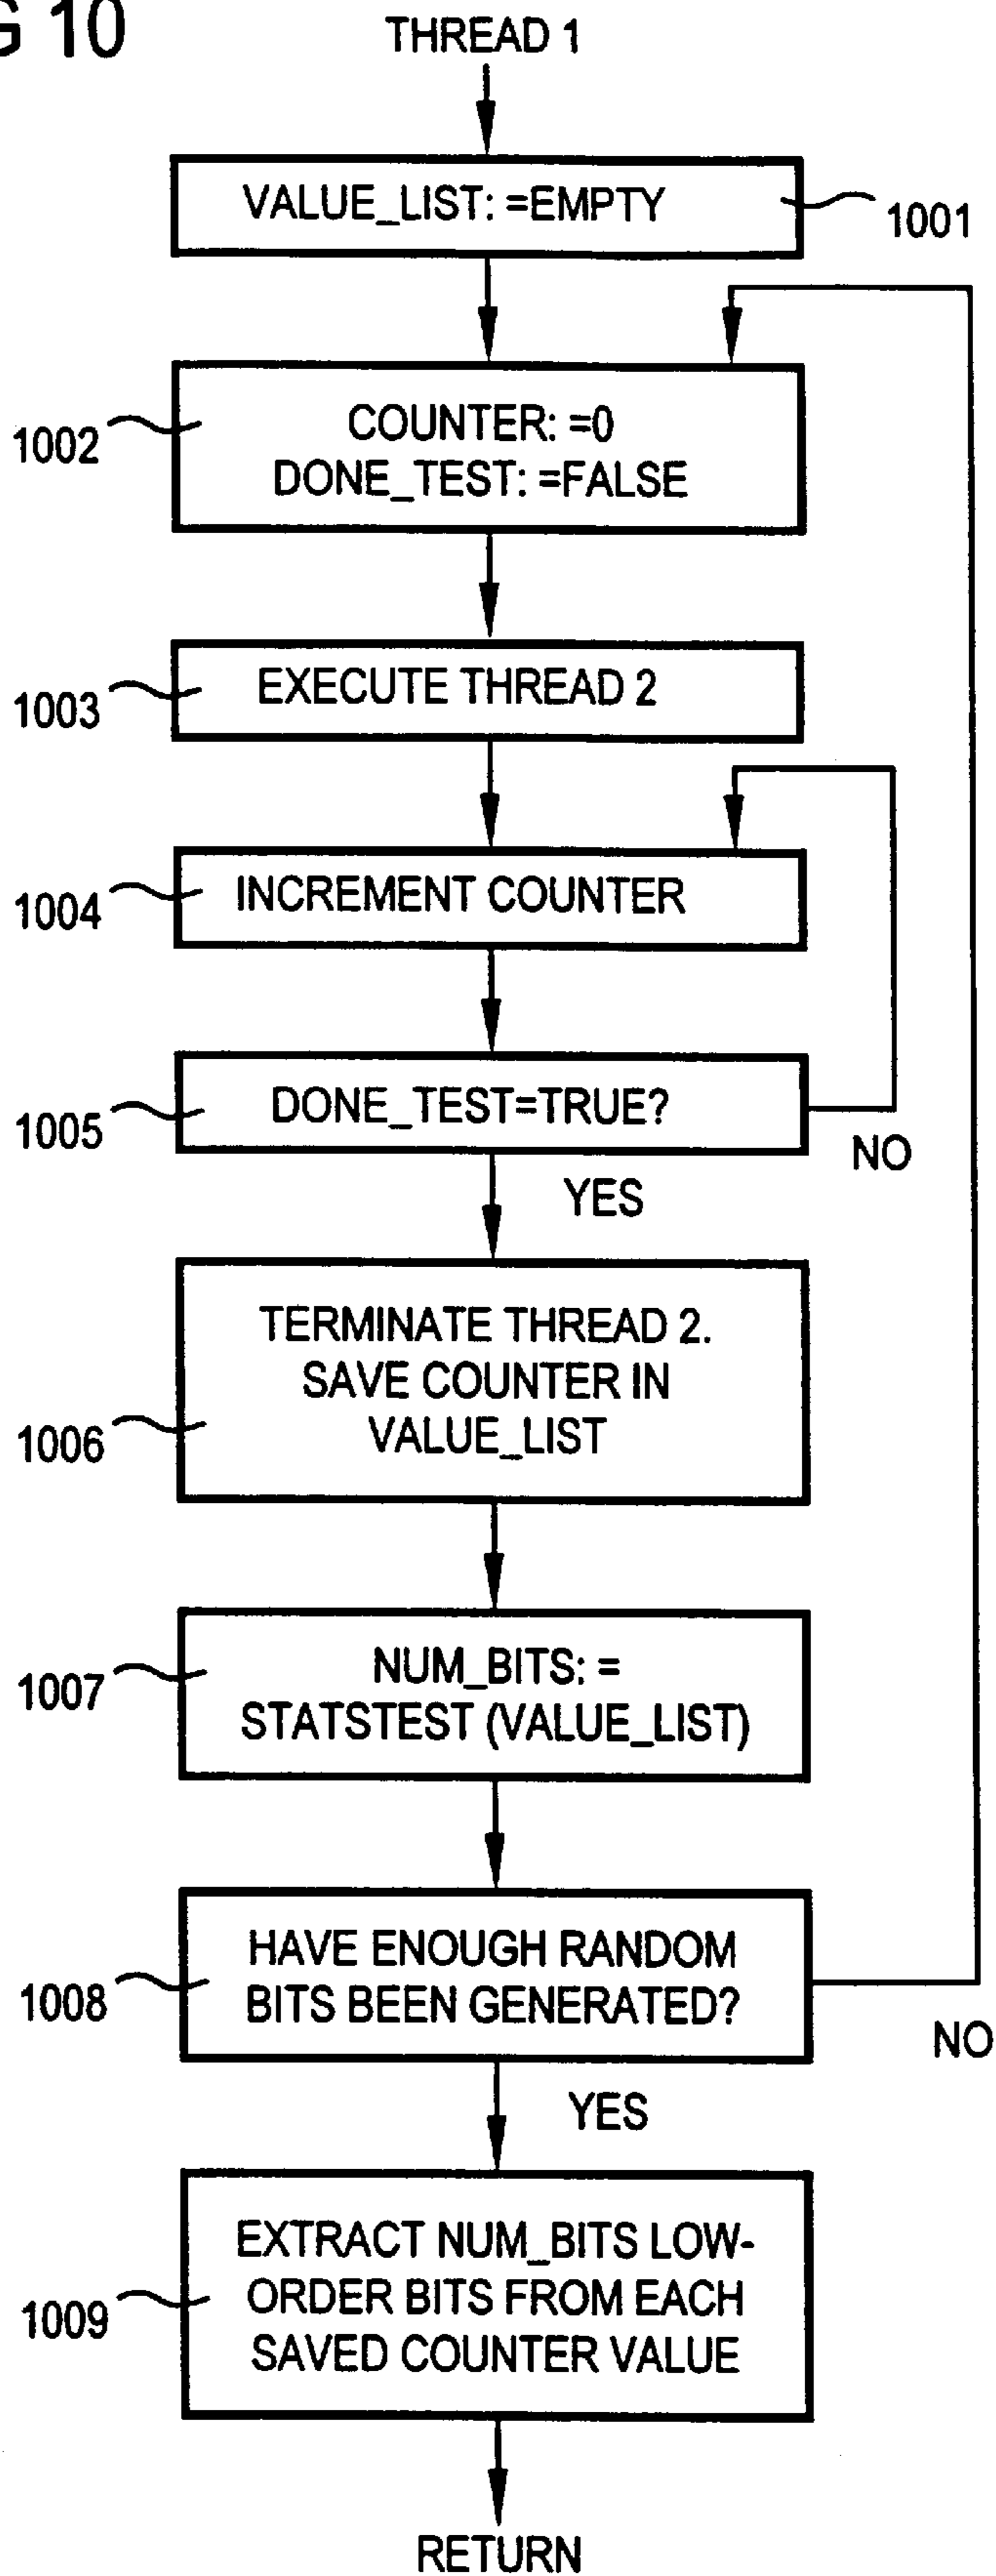 G 10
THREAD 1
VALUE_LIST: =EMPTY
1001
COUNTER: =0
DONE_TEST: =FALSE
1002
EXECUTE THREAD 2
1003
INCREMENT COUNTER
1004
DONE_TEST=TRUE?
1005
NO
YES
TERMINATE THREAD 2.
SAVE COUNTER IN
VALUE_LIST
1006
NUM_BITS: =
STATSTEST (VALUE_LIST)
1007
HAVE ENOUGH RANDOM
BITS BEEN GENERATED?
1008
NO
YES
EXTRACT NUM_BITS LOW-
ORDER BITS FROM EACH
SAVED COUNTER VALUE
1009
RETURN